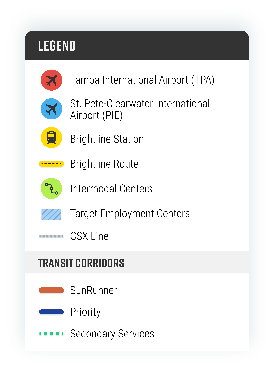 LEGEND
Tampa International Airport (TPA)
St. Pete-Clearwater International
Airport (PIE)
Brightline Station
Brightline Route
Intermodal Centers
Target Employment Centers
CSX Line
TRANSIT CORRIDORS
SunRunner
Priority
Secondary Services